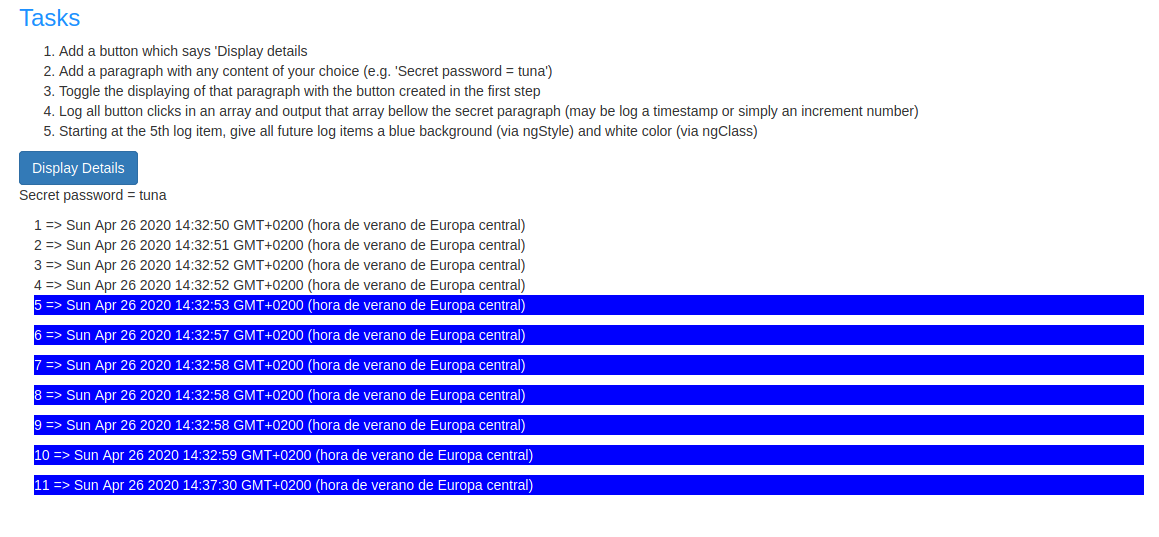 Tasks
1. Add a button which says 'Display details
2. Add a paragraph with any content of your choice (e.g. 'Secret password = tuna')
3. Toggle the displaying of that paragraph with the button created in the first step
4. Log all button clicks in an array and output that array bellow the secret paragraph (may be log a timestamp or simply an increment number)
5. Starting at the 5th log item, give all future log items a blue background (via ngStyle) and white color (via ngClass)
Display Details
Secret password = tuna
1 => Sun Apr 26 2020 14:32:50 GMT+0200 (hora de verano de Europa central)
2 => Sun Apr 26 2020 14:32:51 GMT+0200 (hora de verano de Europa central)
3 => Sun Apr 26 2020 14:32:52 GMT+0200 (hora de verano de Europa central)
4 => Sun Apr 26 2020 14:32:52 GMT+0200 (hora de verano de Europa central)
5 => Sun Apr 26 2020 14:32:53 GMT+0200 (hora de verano de Europa central)
6 => Sun Apr 26 2020 14:32:57 GMT+0200 (hora de verano de Europa central)
7 => Sun Apr 26 2020 14:32:58 GMT+0200 (hora de verano de Europa central)
8 => Sun Apr 26 2020 14:32:58 GMT+0200 (hora de verano de Europa central)
9 => Sun Apr 26 2020 14:32:58 GMT+0200 (hora de verano de Europa central)
10 => Sun Apr 26 2020 14:32:59 GMT+0200 (hora de verano de Europa central)
11 => Sun Apr 26 2020 14:37:30 GMT+0200 (hora de verano de Europa central)